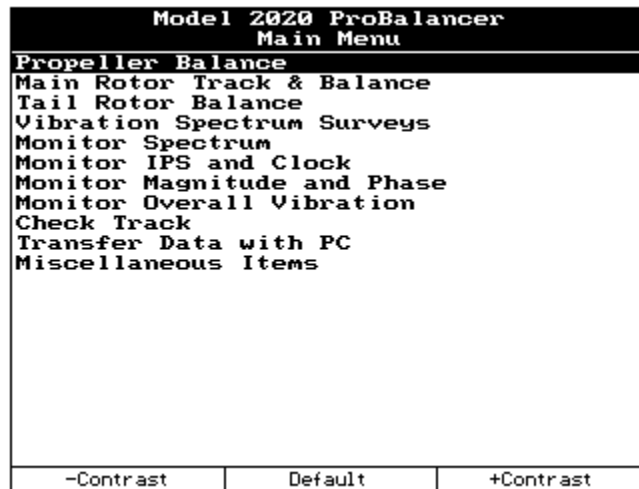 Model 2020 ProBalancer
Main Menu
Propeller Balance
Main Rotor Track & Balance
Tail Rotor Balance
Vibration Spectrum Surveys
Monitor Spectrum
Monitor IPS and Clock
Monitor Magnitude and Phase
Monitor Overall Vibration
Check Track
Transfer Data with PC
Miscellaneous Items
-Contrast Default +Contrast